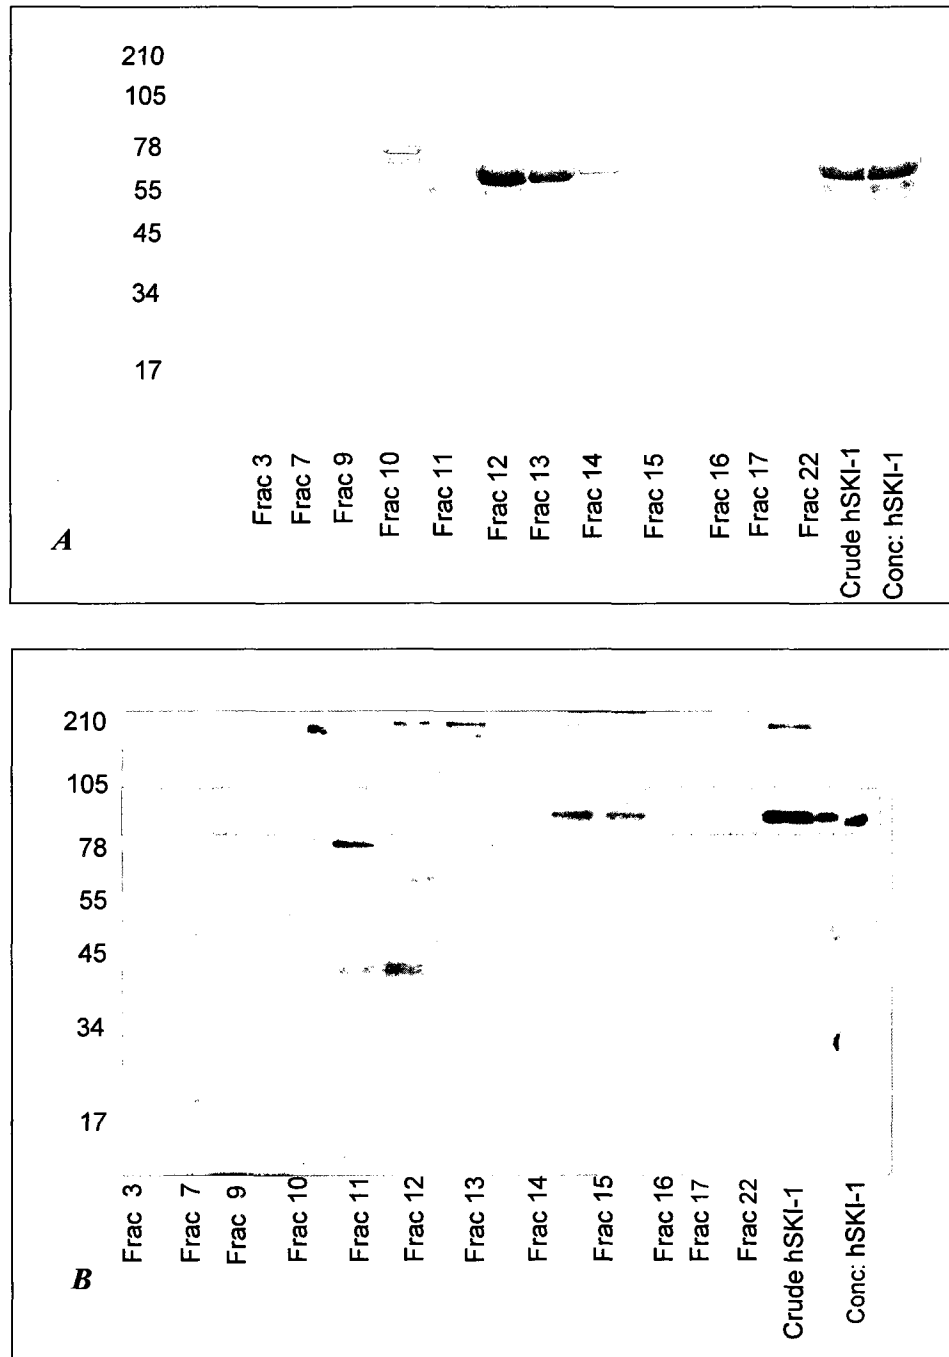 210
105
78
55
45
34
17
Frac 3
Frac 7
Frac 9
Frac 10
Frac 11
Frac 12
Frac 13
Frac 14
Frac 15
Frac 16
Frac 17
Frac 22
Crude hSKI-1
Conc: hSKI-1
A
210
105
78
55
45
34
17
Frac 3
Frac 7
Frac 9
Frac 10
Frac 11
Frac 12
Frac 13
Frac 14
Frac 15
Frac 16
Frac 17
Frac 22
Crude hSKI-1
Conc: hSKI-1
B